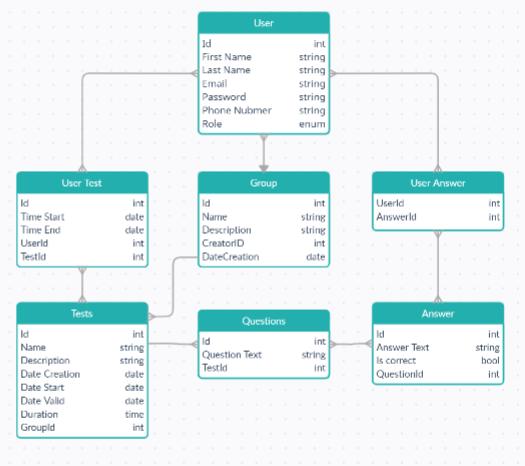 User
Id int
First Name string
Last Name string
Email string
Password string
Phone Nubmer string
Role enum
User Test
Id int
Time Start date
Time End date
UserId int
TestId int
Group
Id int
Name string
Description string
CreatorID int
DateCreation date
User Answer
UserId int
AnswerId int
Tests
Id int
Name string
Description string
Date Creation date
Date Start date
Date Valid date
Duration time
GroupId int
Questions
Id int
Question Text string
TestId int
Answer
Id int
Answer Text string
Is correct bool
QuestionId int